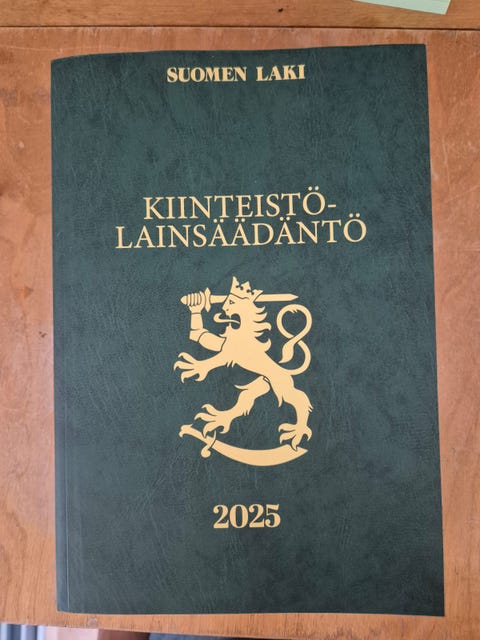 SUOMEN LAKI
KIINTEISTÖ-
LAINSÄÄDÄNTÖ
2025